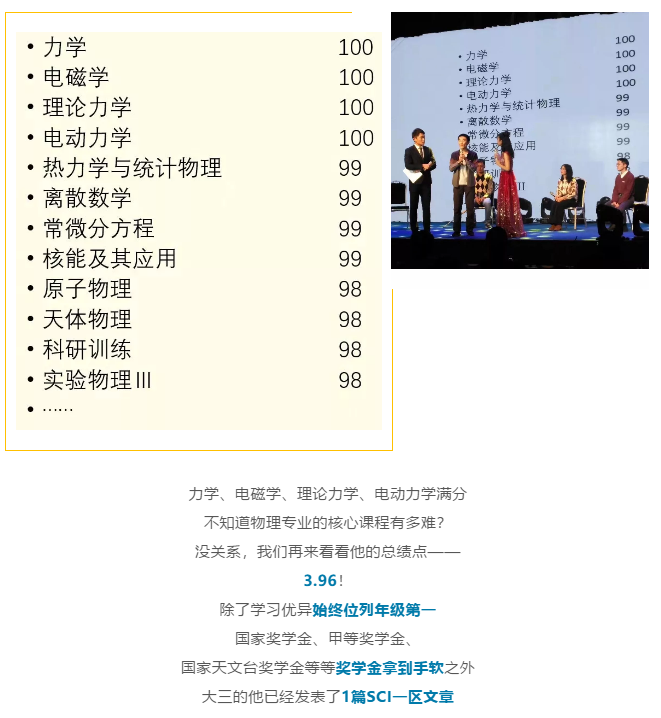 • 力学 100
• 电磁学 100
• 理论力学 100
• 电动力学 100
• 热力学与统计物理 99
• 离散数学 99
• 常微分方程 99
• 核能及其应用 99
• 原子物理 98
• 天体物理 98
• 科研训练 98
• 实验物理Ⅲ 98
• ……
100
• 力学 100
• 电磁学 100
• 理论力学 100
• 电动力学 99
• 热力学与统计物理 99
• 离散数学 99
常微分方程 99
核能及其应用 98
力学、电磁学、理论力学、电动力学满分
不知道物理专业的核心课程有多难?
没关系，我们再来看看他的总绩点——
3.96!
除了学习优异始终位列年级第一
国家奖学金、甲等奖学金、
国家天文台奖学金等等奖学金拿到手软之外
大三的他已经发表了1篇SCI一区文章